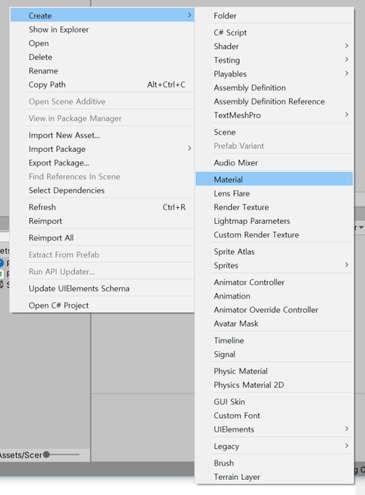 Create
Show in Explorer
Open
Delete
Rename
Copy Path Alt+Ctrl+C
Open Scene Additive
View in Package Manager
Import New Asset...
Import Package
Export Package...
Find References In Scene
Select Dependencies
Refresh Ctrl+R
Reimport
Reimport All
Extract From Prefab
Run API Updater...
Update UIElements Schema
Open C# Project
Folder
C# Script
Shader
Testing
Playables
Assembly Definition
Assembly Definition Reference
TextMeshPro
Scene
Prefab Variant
Audio Mixer
Material
Lens Flare
Render Texture
Lightmap Parameters
Custom Render Texture
Sprite Atlas
Sprites
Animator Controller
Animation
Animator Override Controller
Avatar Mask
Timeline
Signal
Physic Material
Physics Material 2D
GUI Skin
Custom Font
UIElements
Legacy
Brush
Terrain Layer
ets
Assets/Scer